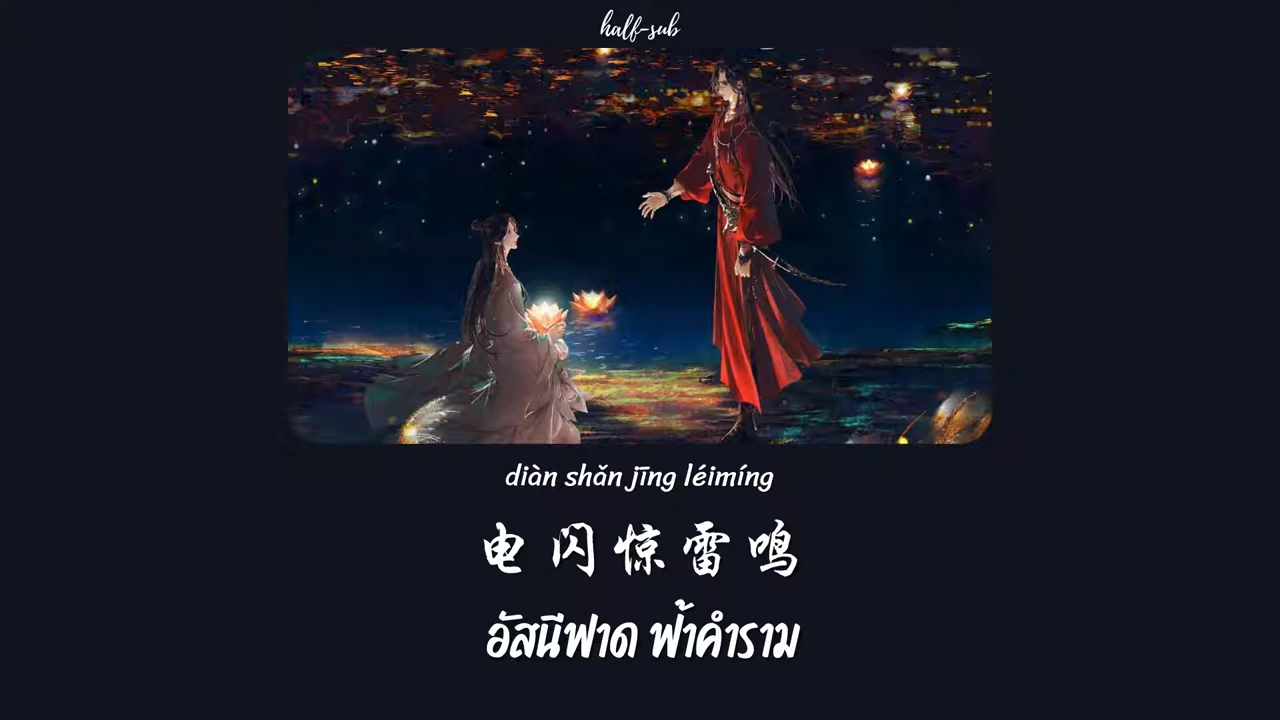 half-sub
diàn shǎn jīng léimíng
电闪惊雷鸣
อัสนีฟาด ฟ้าคำราม